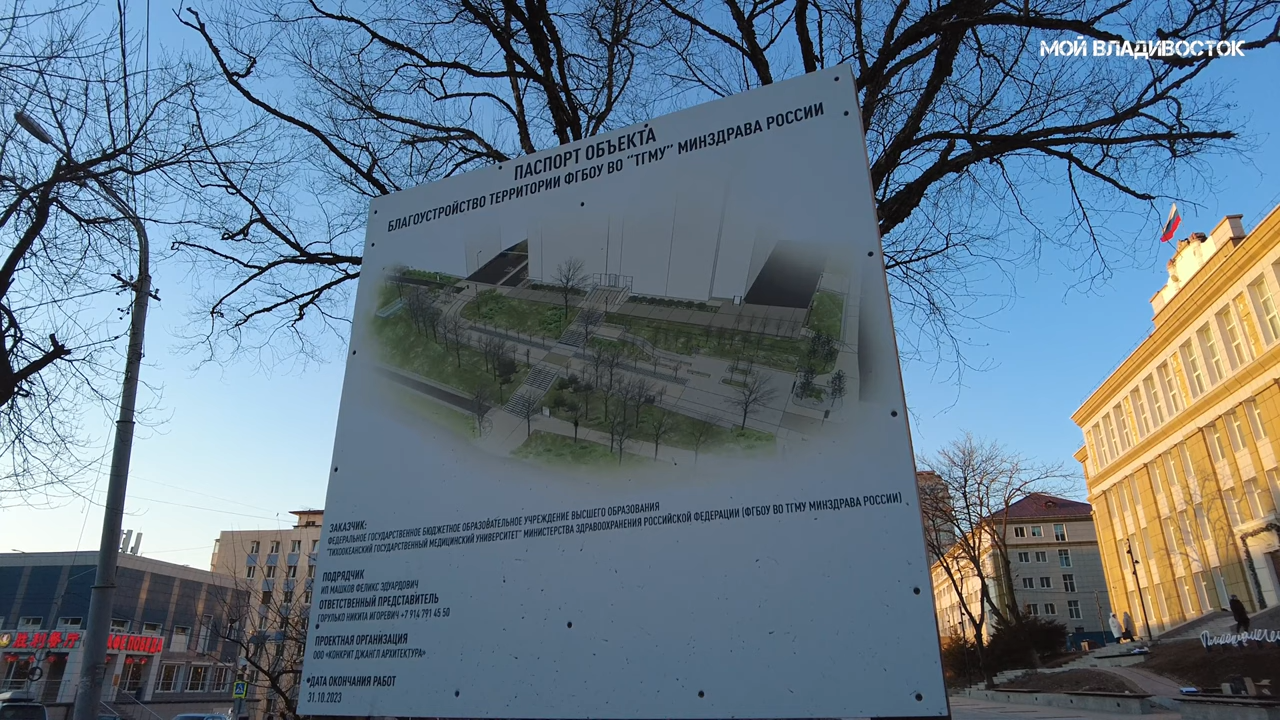 МОЙ ВЛАДИВОСТОК
ПАСПОРТ ОБЪЕКТА
БЛАГОУСТРОЙСТВО ТЕРРИТОРИИ ФГБОУ ВО "ТГМУ" МИНЗДРАВА РОССИИ
ЗАКАЗЧИК:
ФЕДЕРАЛЬНОЕ ГОСУДАРСТВЕННОЕ БЮДЖЕТНОЕ ОБРАЗОВАТЕЛЬНОЕ УЧРЕЖДЕНИЕ ВЫСШЕГО ОБРАЗОВАНИЯ
"ТИХООКЕАНСКИЙ ГОСУДАРСТВЕННЫЙ МЕДИЦИНСКИЙ УНИВЕРСИТЕТ" МИНИСТЕРСТВА ЗДРАВООХРАНЕНИЯ РОССИЙСКОЙ ФЕДЕРАЦИИ (ФГБОУ ВО ТГМУ МИНЗДРАВА РОССИИ)
ПОДРЯДЧИК
ИП МАШКОВ ФЕЛИКС ЭДУАРДОВИЧ
ОТВЕТСТВЕННЫЙ ПРЕДСТАВИТЕЛЬ
ГОРУЛЬКО НИКИТА ИГОРЕВИЧ +7 914 791 45 50
ПРОЕКТНАЯ ОРГАНИЗАЦИЯ
ООО «КОНКРИТ ДЖАНГЛ АРХИТЕКТУРА»
ДАТА ОКОНЧАНИЯ РАБОТ
31.10.2023